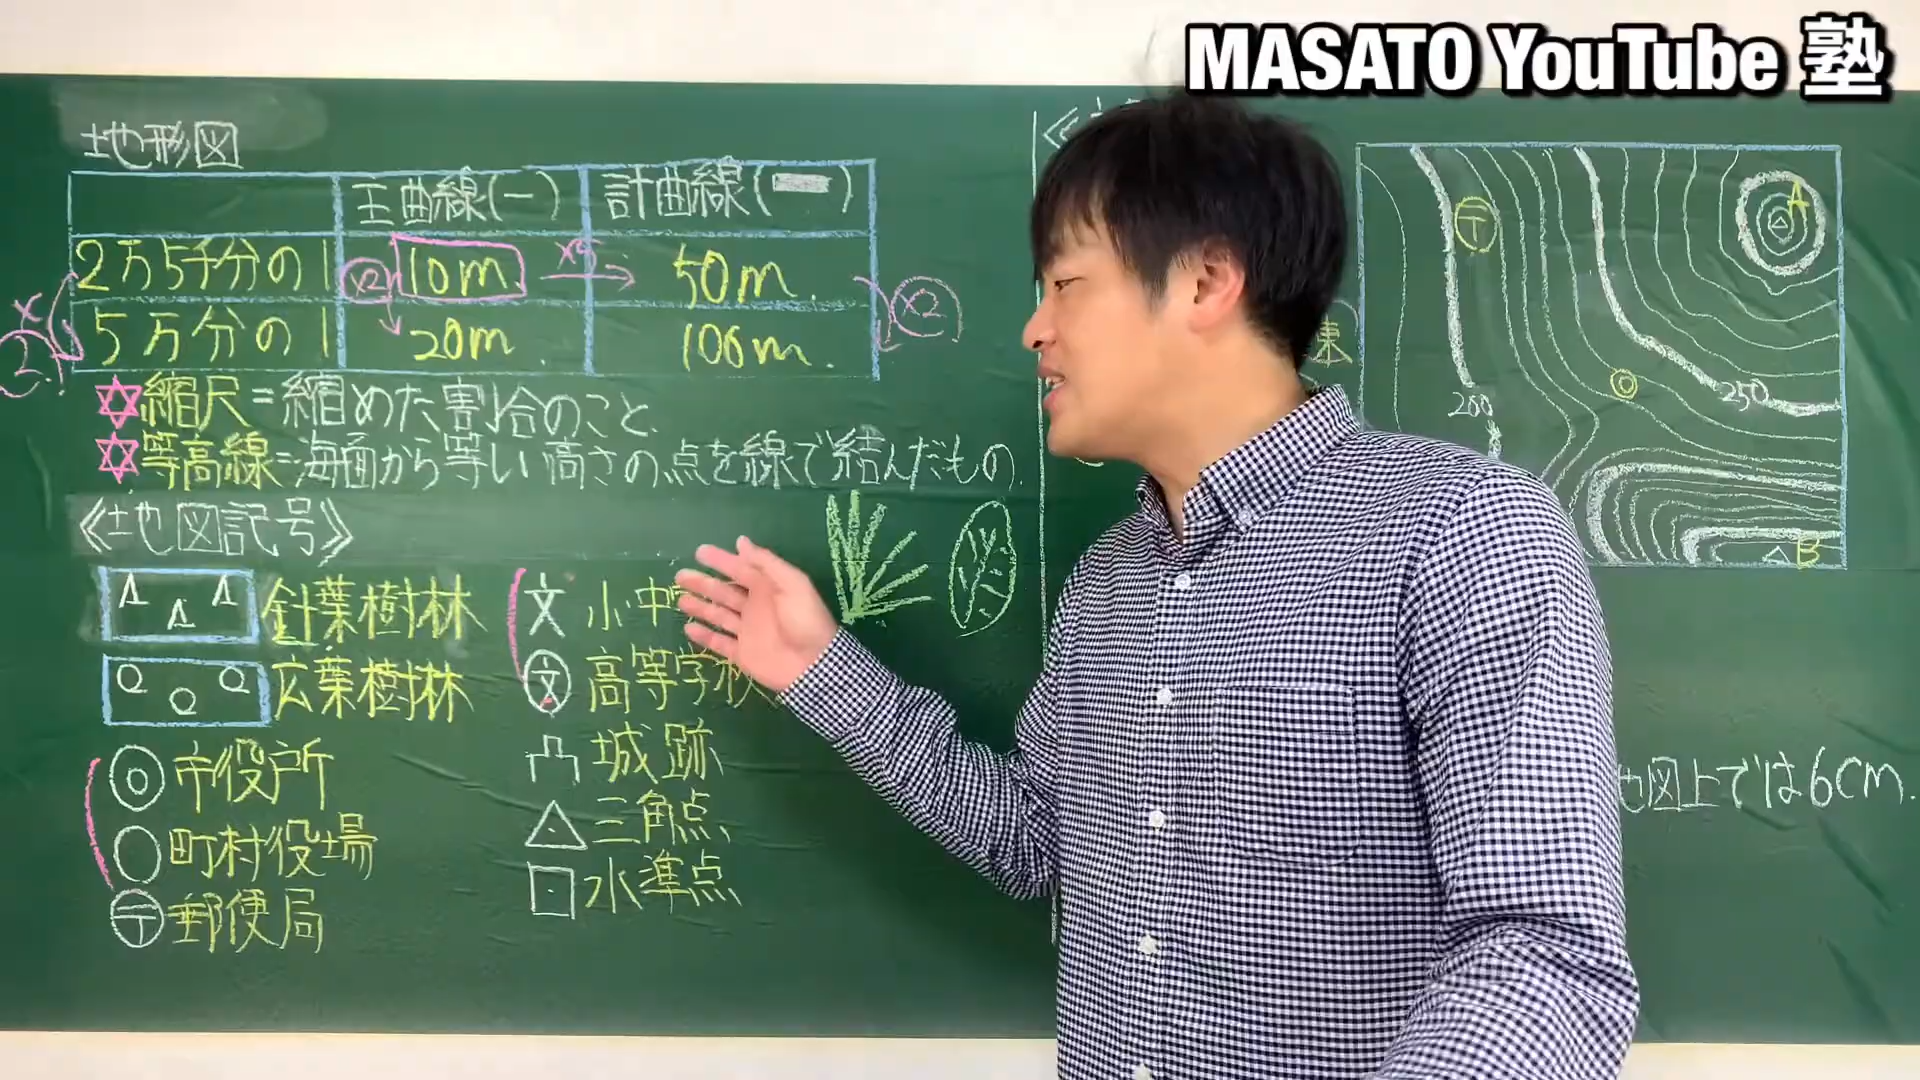 MASATO YouTube 塾
地形図
主曲線(ー) 計曲線(━)
2万5千分の1 ×2 10m ×5 50m
×2 5万分の1 20m 100m ×2
縮尺=縮めた割合のこと
等高線=海面から等しい高さの点を線で結んだもの
《地図記号》
針葉樹林
広葉樹林
市役所
町村役場
郵便局
文 小中
文 高等学校
城跡
三角点
水準点
東
A
200
250
B
地図上では6cm.